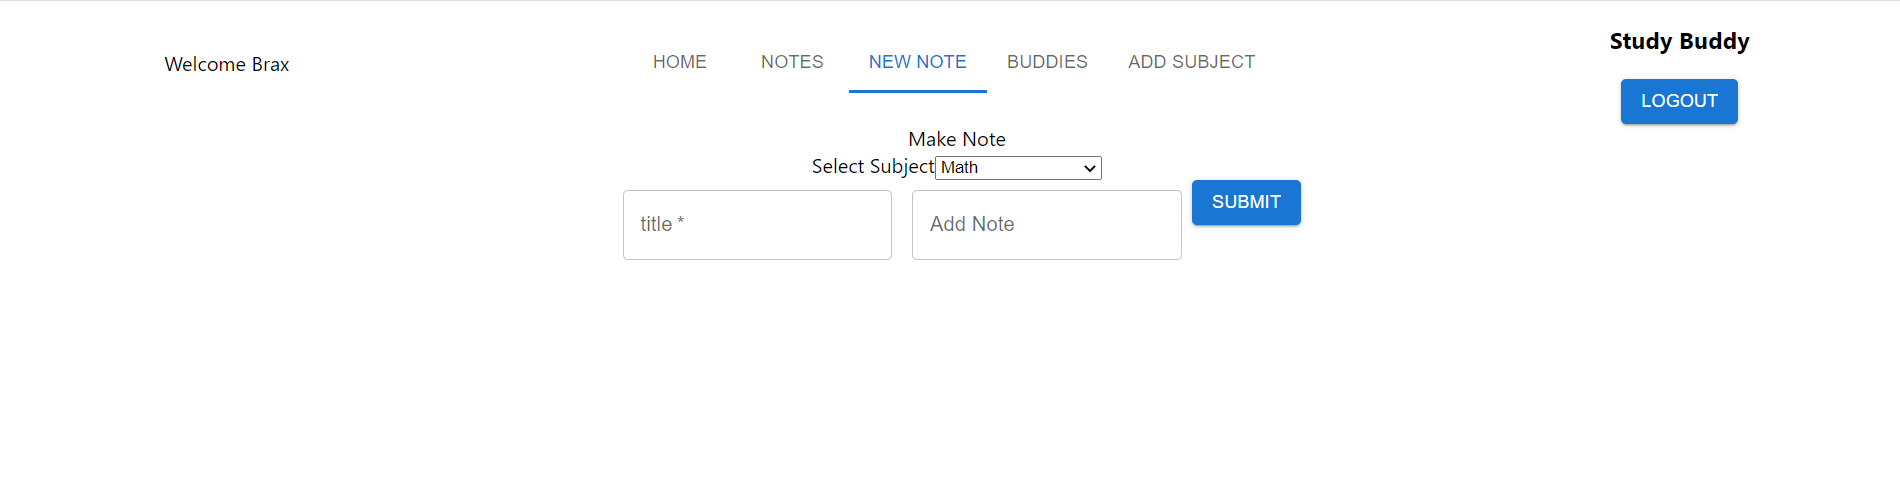 Welcome Brax
HOME NOTES NEW NOTE BUDDIES ADD SUBJECT
Study Buddy
LOGOUT
Make Note
Select Subject Math
title *
Add Note
SUBMIT